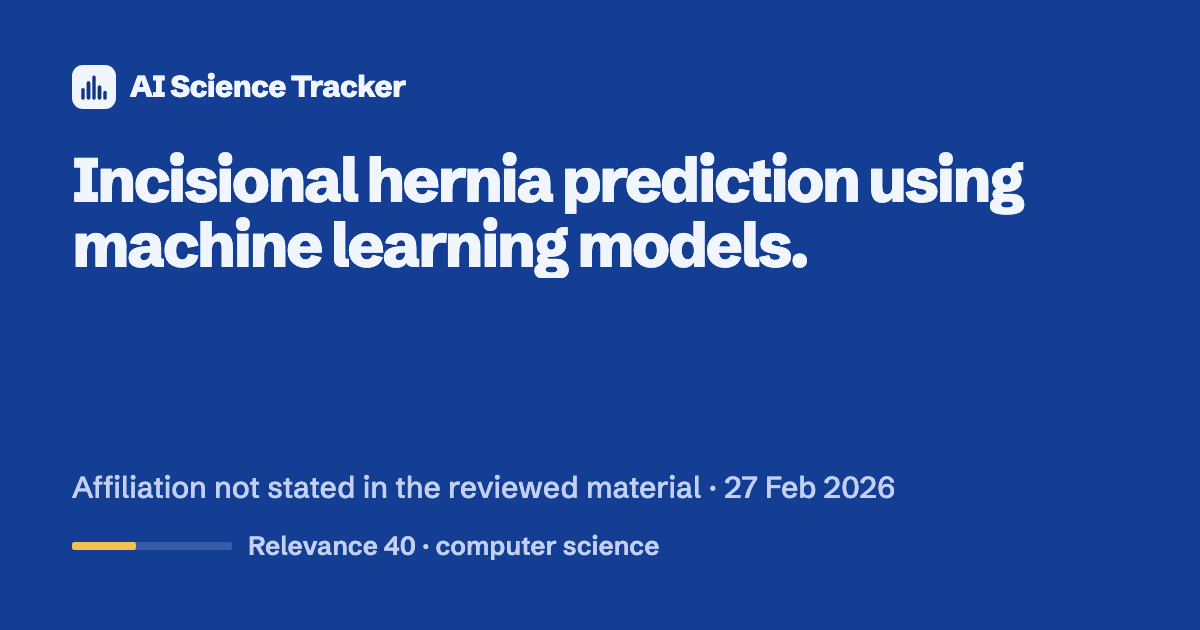 AI Science Tracker
Incisional hernia prediction using
machine learning models.
Affiliation not stated in the reviewed material · 27 Feb 2026
Relevance 40 · computer science